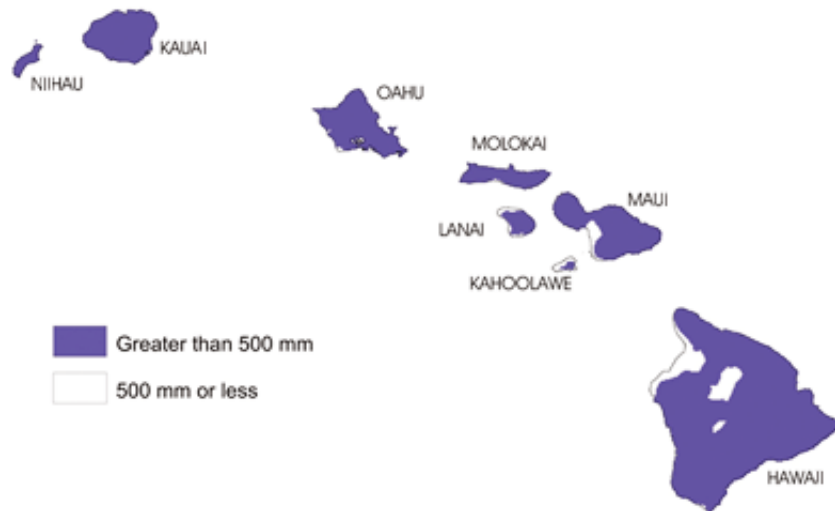 KAUAI
NIIHAU
OAHU
MOLOKAI
MAUI
LANAI
KAHOOLAWE
Greater than 500 mm
500 mm or less
HAWAII